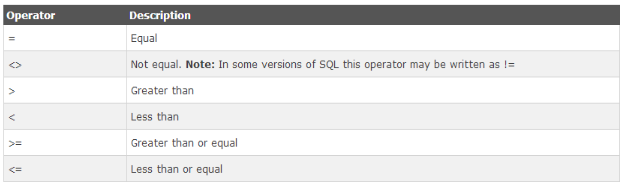 Operator Description
= Equal
<> Not equal. Note: In some versions of SQL this operator may be written as !=
> Greater than
< Less than
>= Greater than or equal
<= Less than or equal